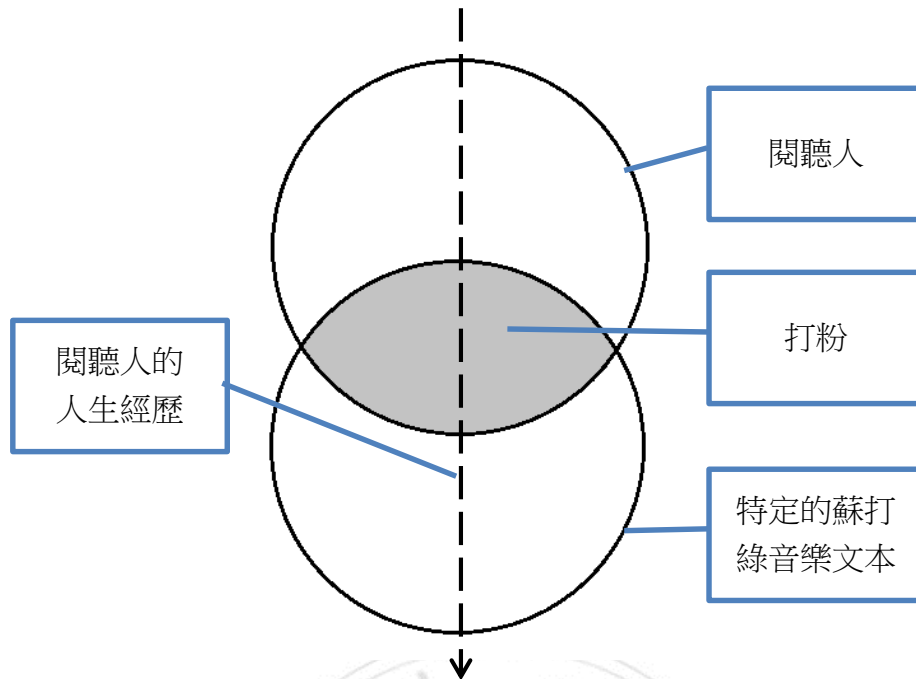 閱聽人
打粉
閱聽人的
人生經歷
特定的蘇打
綠音樂文本